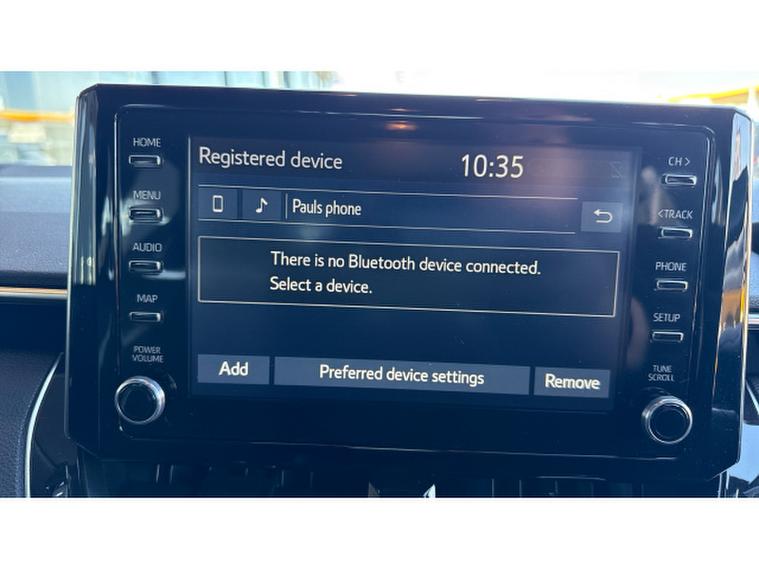 HOME
MENU
AUDIO
MAP
POWER
VOLUME
Registered device
10:35
Pauls phone
There is no Bluetooth device connected.
Select a device.
Add
Preferred device settings
Remove
CH >
< TRACK
PHONE
SETUP
TUNE
SCROLL